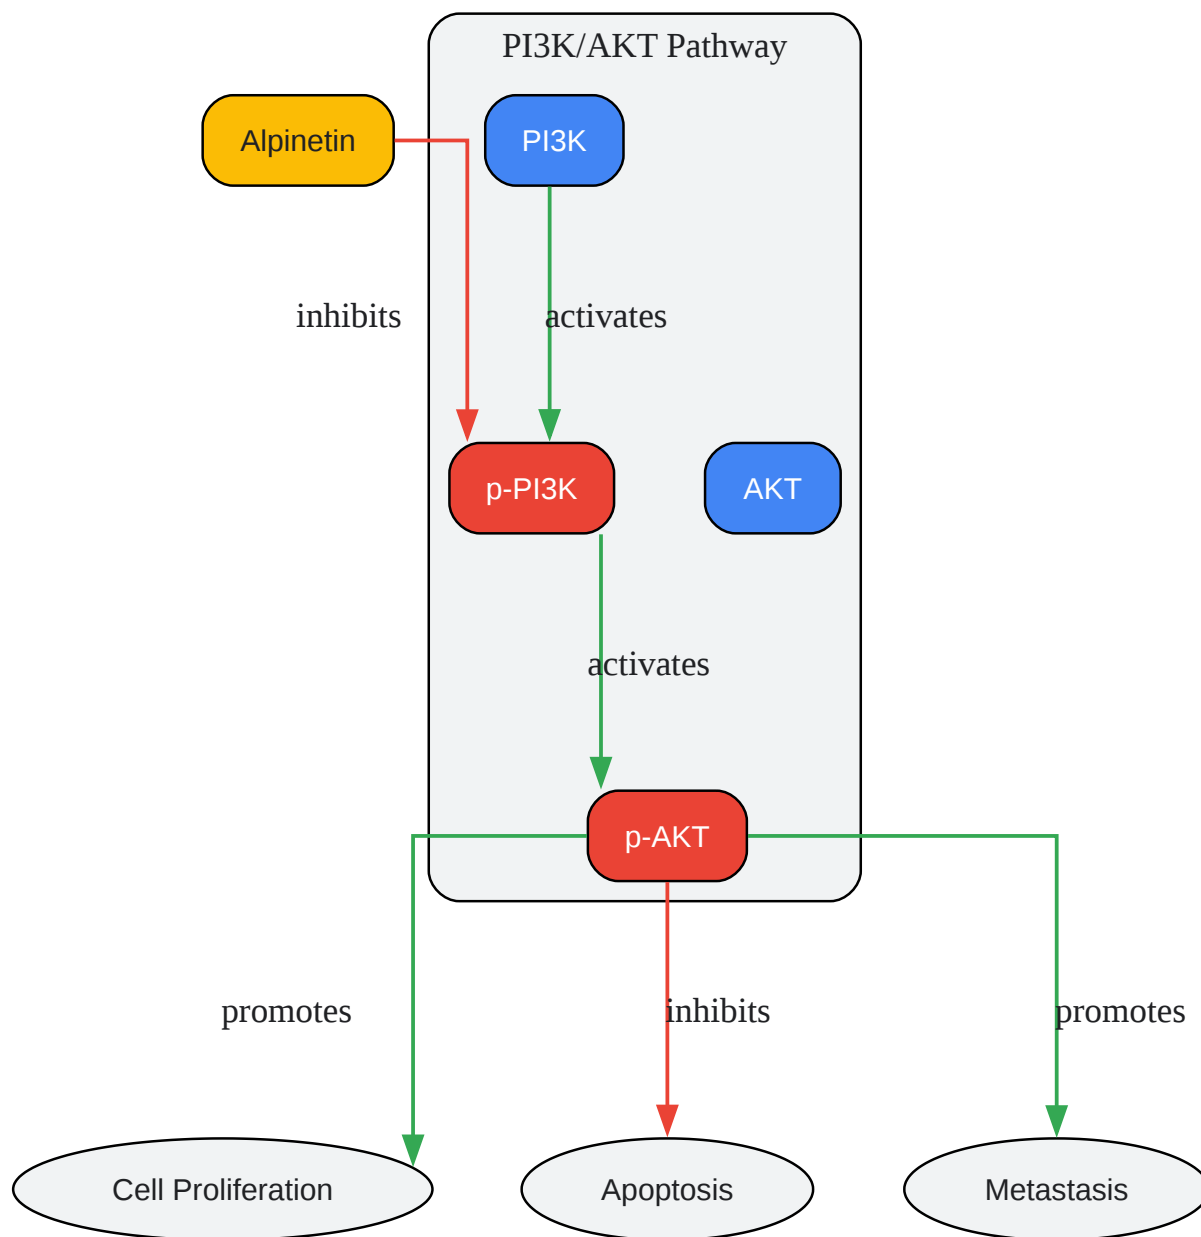 PI3K/AKT Pathway
Alpinetin
PI3K
inhibits
activates
p-PI3K
AKT
activates
p-AKT
promotes
inhibits
promotes
Cell Proliferation
Apoptosis
Metastasis